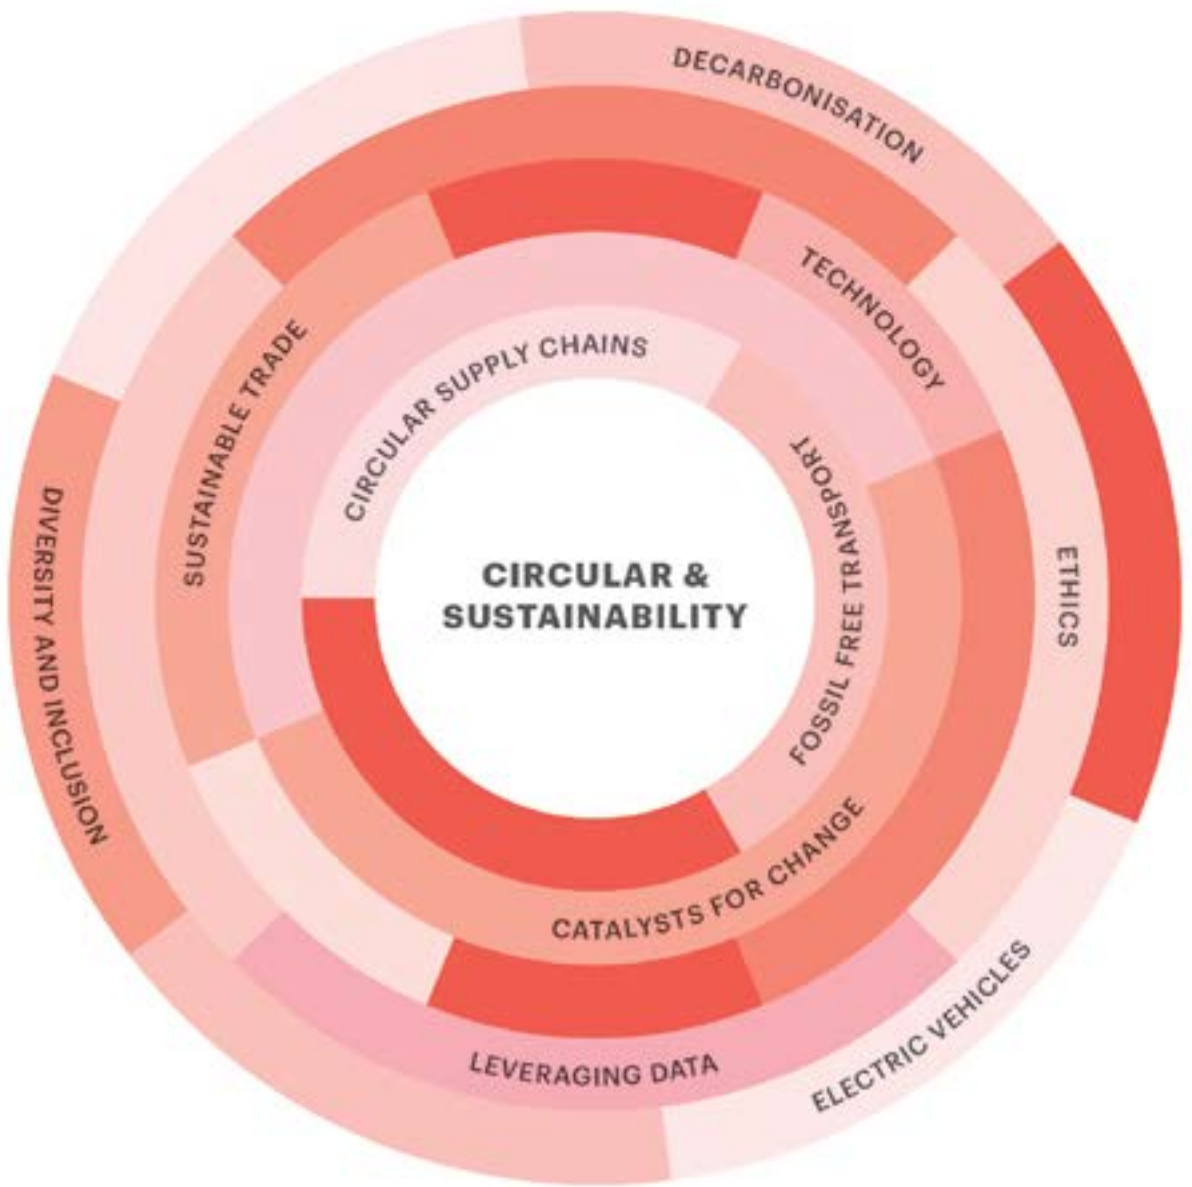 DECARBONISATION
TECHNOLOGY
SUSTAINABLE TRADE
CIRCULAR SUPPLY CHAINS
FOSSIL FREE TRANSPORT
DIVERSITY AND INCLUSION
CIRCULAR &
SUSTAINABILITY
ETHICS
CATALYSTS FOR CHANGE
ELECTRIC VEHICLES
LEVERAGING DATA